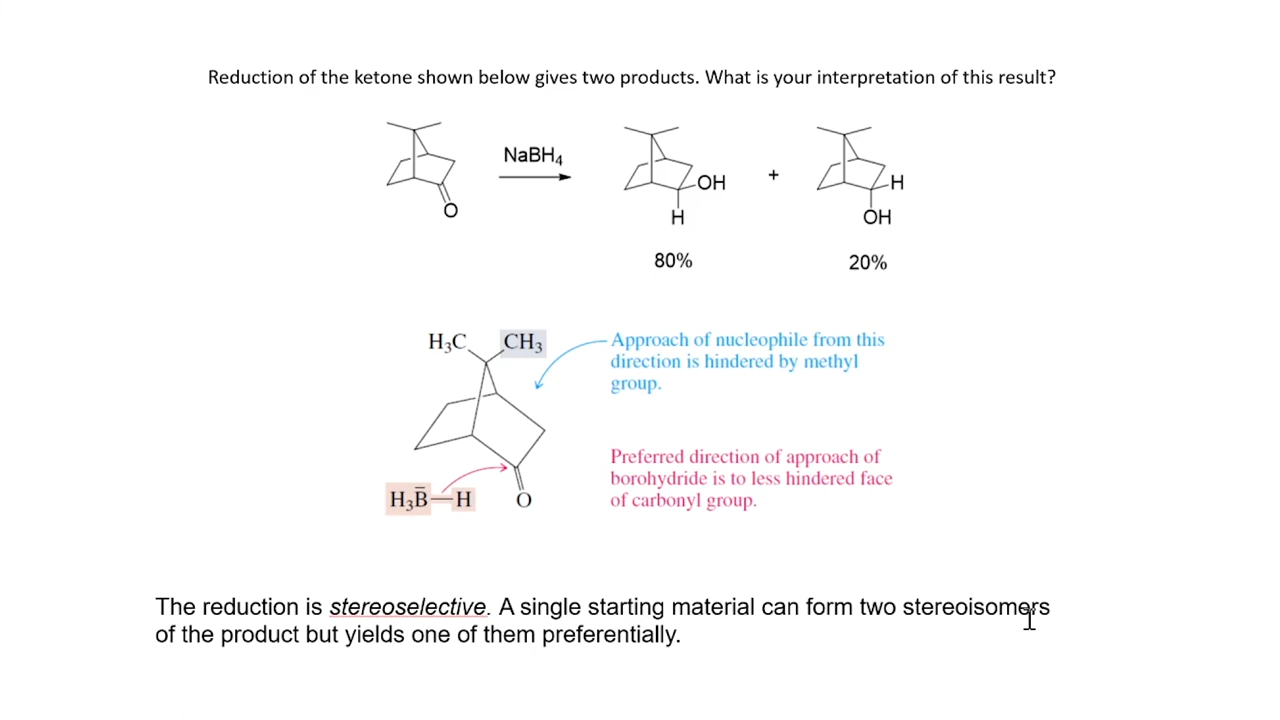 Reduction of the ketone shown below gives two products. What is your interpretation of this result?
NaBH₄
O
OH
H
80%
+
H
OH
20%
H₃C CH₃
Approach of nucleophile from this
direction is hindered by methyl
group.
Preferred direction of approach of
borohydride is to less hindered face
of carbonyl group.
H₃B̄—H
O
The reduction is stereoselective. A single starting material can form two stereoisomers
of the product but yields one of them preferentially.